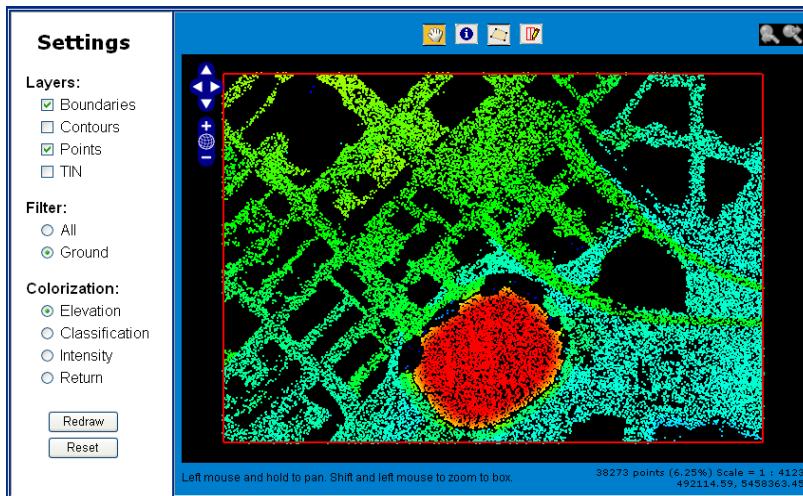 Settings
Layers:
Boundaries
Contours
Points
TIN
Filter:
All
Ground
Colorization:
Elevation
Classification
Intensity
Return
Redraw
Reset
Left mouse and hold to pan. Shift and left mouse to zoom to box.
38273 points (6.25%) Scale = 1 : 4123
492114.59, 5458363.45